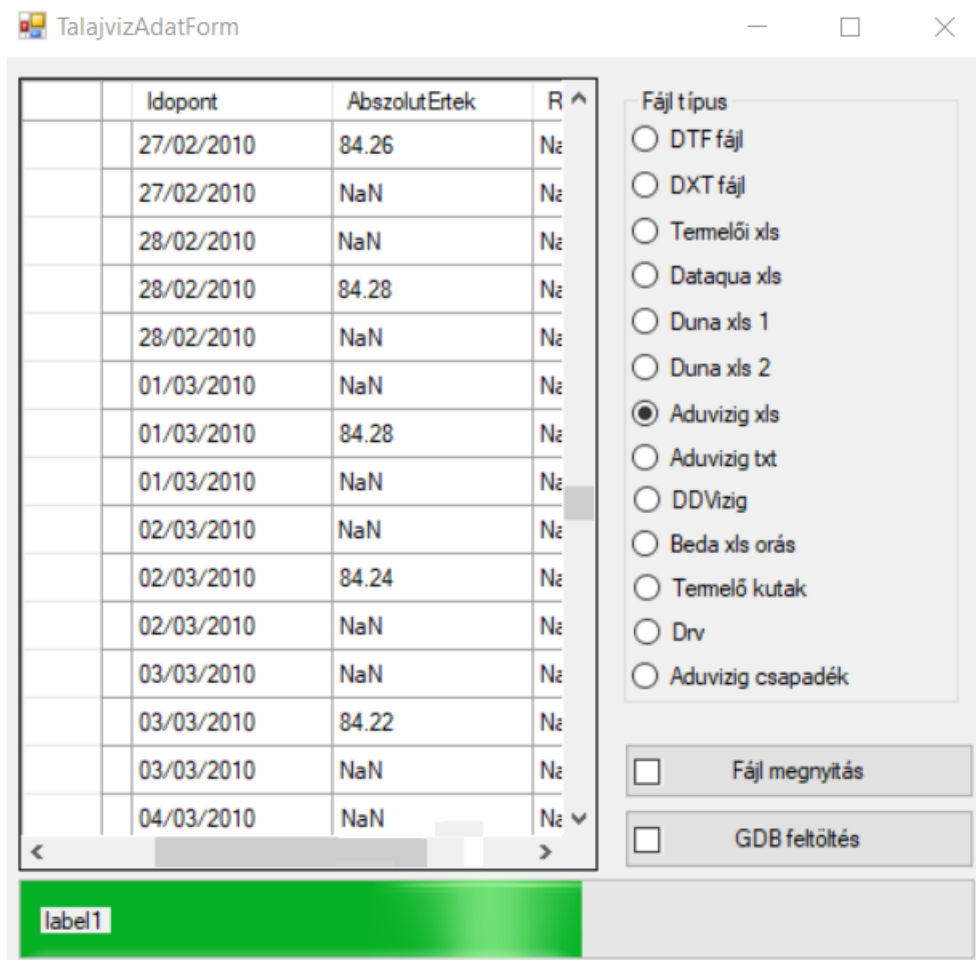 TalajvizAdatForm
Idopont AbszolutErtek R
27/02/2010 84.26 Na
27/02/2010 NaN Na
28/02/2010 NaN Na
28/02/2010 84.28 Na
28/02/2010 NaN Na
01/03/2010 NaN Na
01/03/2010 84.28 Na
01/03/2010 NaN Na
02/03/2010 NaN Na
02/03/2010 84.24 Na
02/03/2010 NaN Na
03/03/2010 NaN Na
03/03/2010 84.22 Na
03/03/2010 NaN Na
04/03/2010 NaN Na
Fájl típus
DTF fájl
DXT fájl
Termelői xls
Dataqua xls
Duna xls 1
Duna xls 2
Aduvizig xls
Aduvizig txt
DDVizig
Beda xls orás
Termelő kutak
Drv
Aduvizig csapadék
Fájl megnyitás
GDB feltöltés
label1